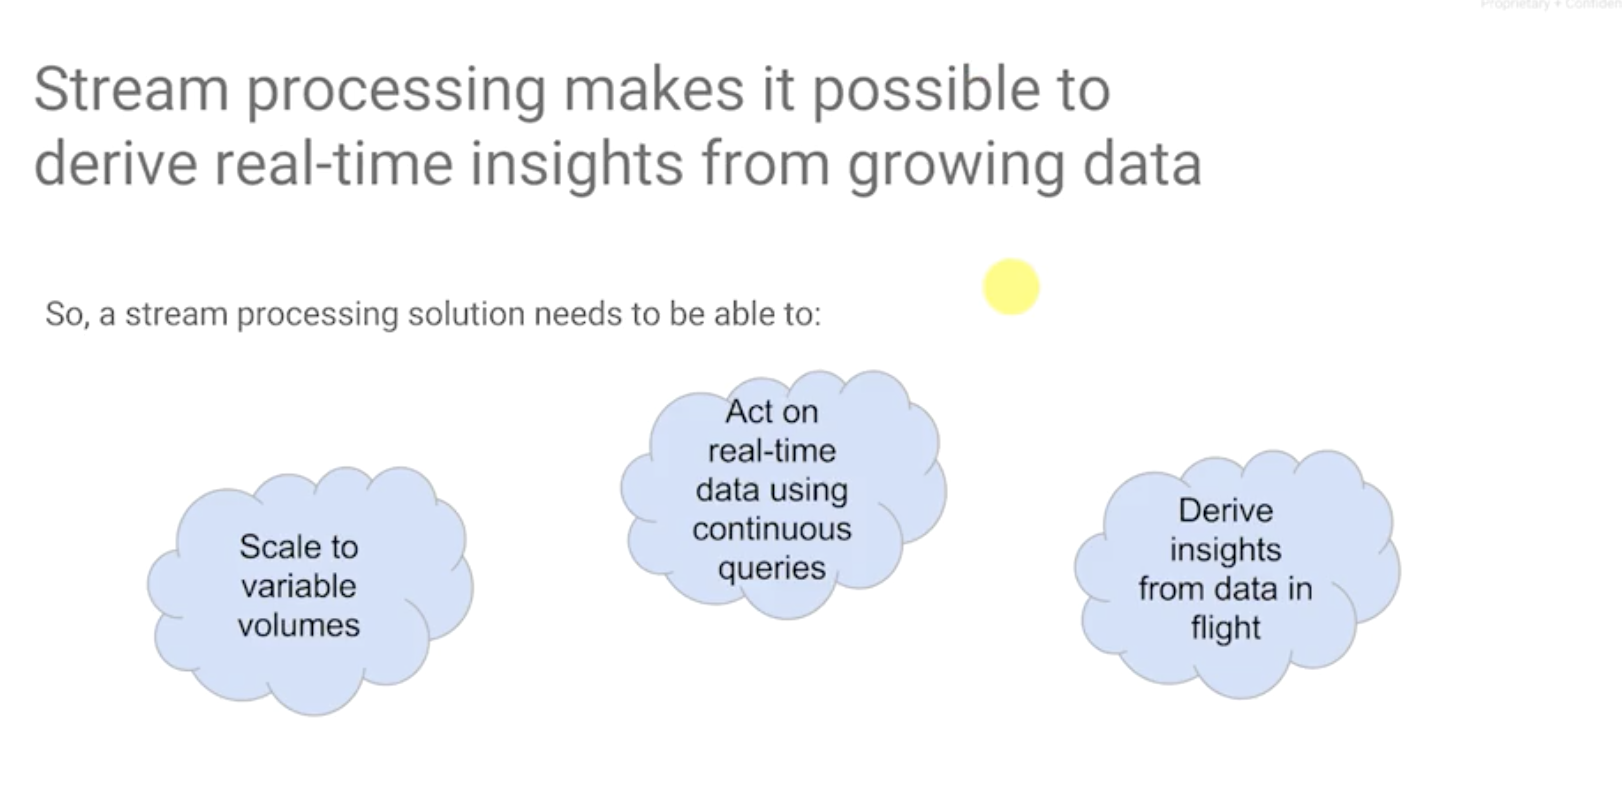 Proprietary + Confiden
Stream processing makes it possible to
derive real-time insights from growing data
So, a stream processing solution needs to be able to:
Scale to
variable
volumes
Act on
real-time
data using
continuous
queries
Derive
insights
from data in
flight